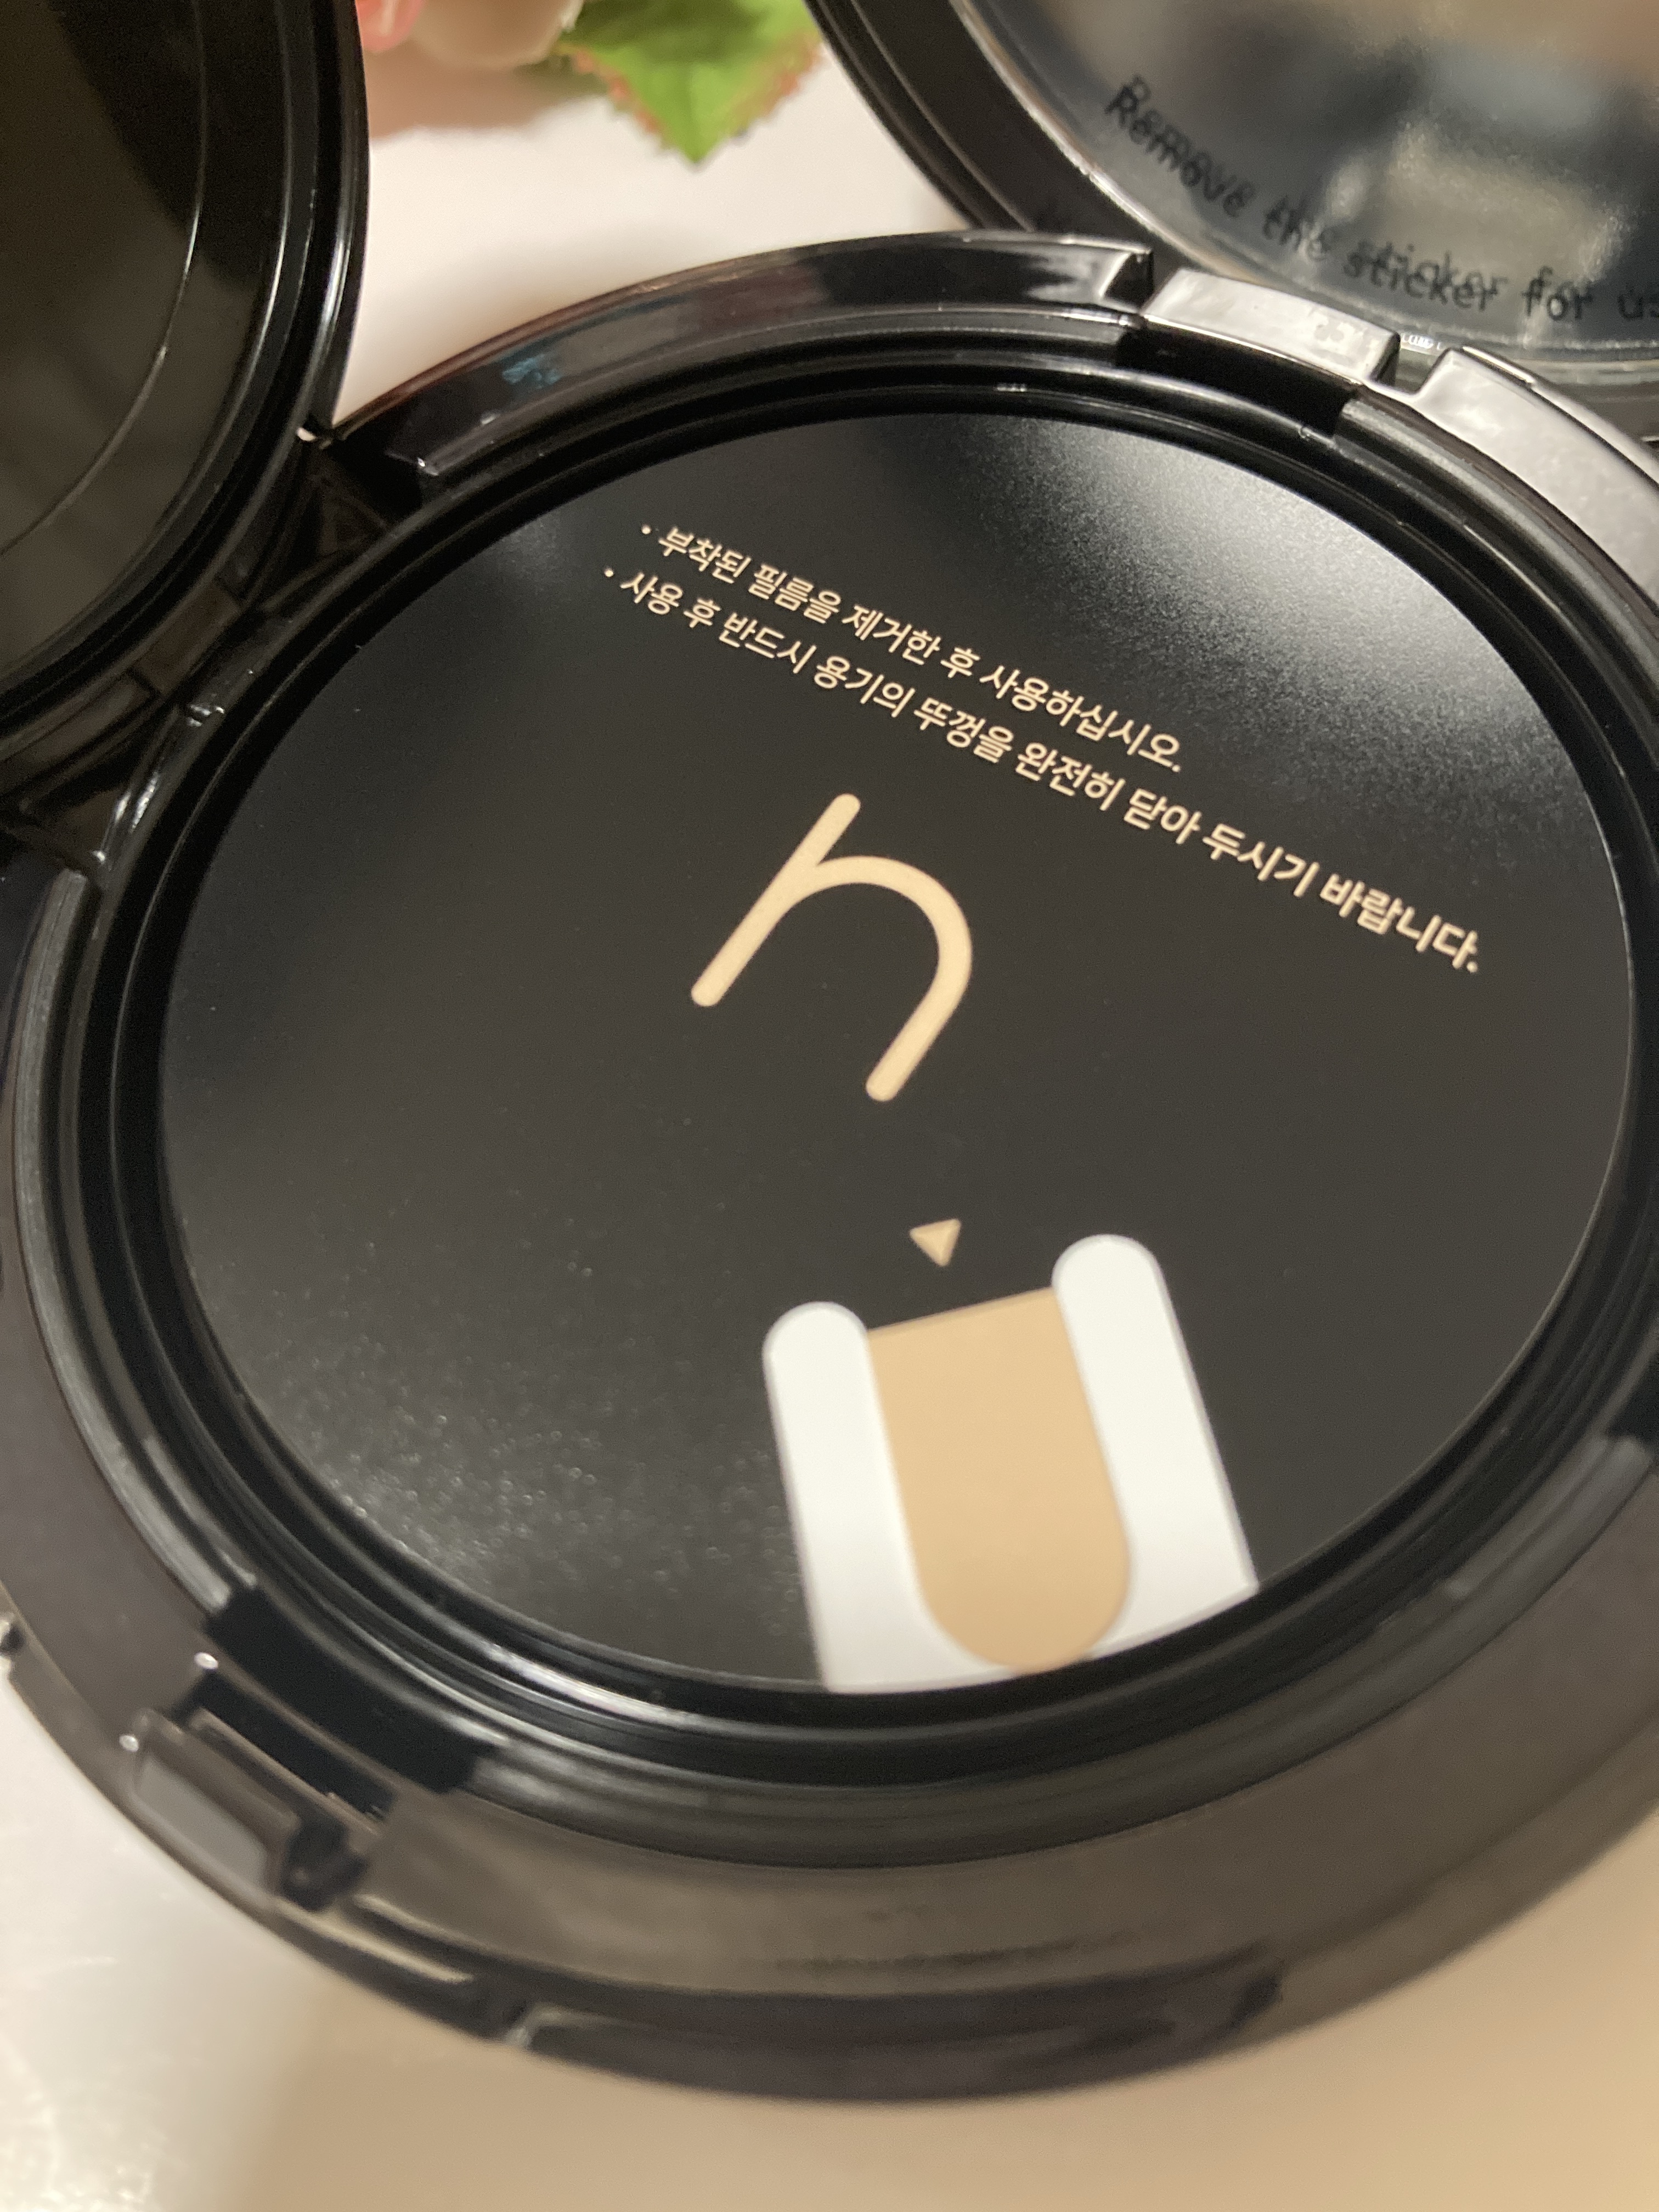 Remove the sticker for us
· 부착된 필름을 제거한 후 사용하십시오.
· 사용 후 반드시 용기의 뚜껑을 완전히 닫아 두시기 바랍니다.
h